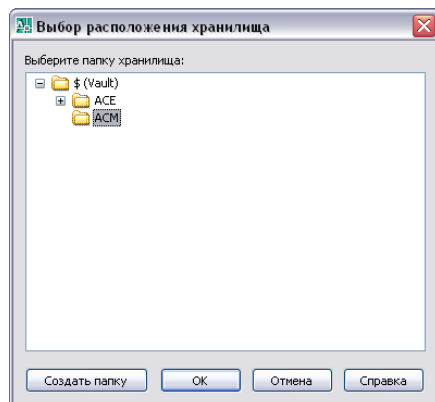 Выбор расположения хранилища
Выберите папку хранилища:
$ (Vault)
ACE
ACM
Создать папку OK Отмена Справка